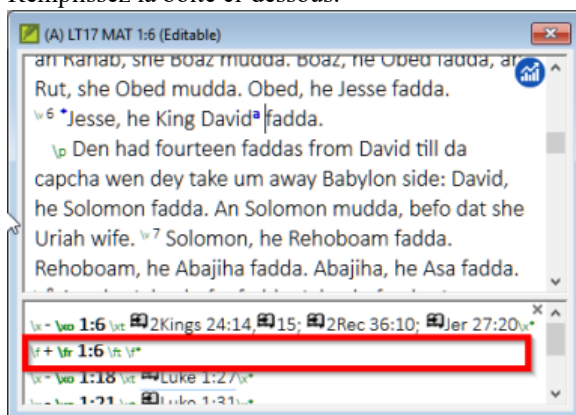 Remplissez la boîte ci-dessous.
(A) LT17 MAT 1:6 (Editable)
an Rahab, she Boaz mudda. Boaz, he Obed fadda, an
Rut, she Obed mudda. Obed, he Jesse fadda.
\v 6 *Jesse, he King Davidᵃ fadda.
\p Den had fourteen faddas from David till da
capcha wen dey take um away Babylon side: David,
he Solomon fadda. An Solomon mudda, befo dat she
Uriah wife. \v 7 Solomon, he Rehoboam fadda.
Rehoboam, he Abajiha fadda. Abajiha, he Asa fadda.
\x - \xo 1:6 \xt 2Kings 24:14, 15; 2Rec 36:10; Jer 27:20\x*
\f + \fr 1:6 \ft \f*
\x - \xo 1:18 \xt Luke 1:27\x*
\x - \xo 1:21 \xt Luke 1:31\x*